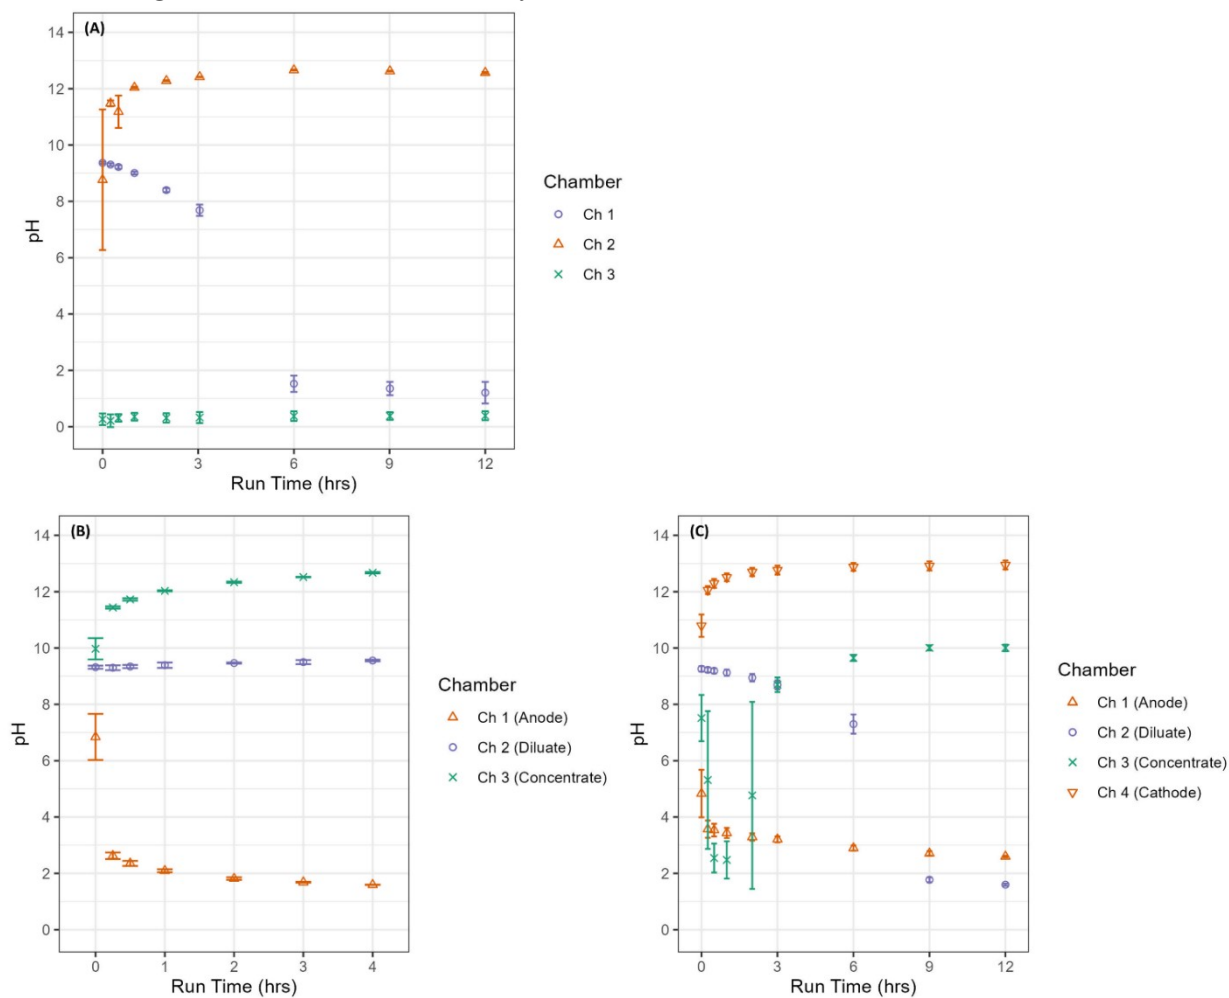 (A)
14
12
10
8
6
4
2
0
pH
0 3 6 9 12
Run Time (hrs)
Chamber
Ch 1
Ch 2
Ch 3
(B)
14
12
10
8
6
4
2
0
pH
0 1 2 3 4
Run Time (hrs)
Chamber
Ch 1 (Anode)
Ch 2 (Diluate)
Ch 3 (Concentrate)
(C)
14
12
10
8
6
4
2
0
pH
0 3 6 9 12
Run Time (hrs)
Chamber
Ch 1 (Anode)
Ch 2 (Diluate)
Ch 3 (Concentrate)
Ch 4 (Cathode)